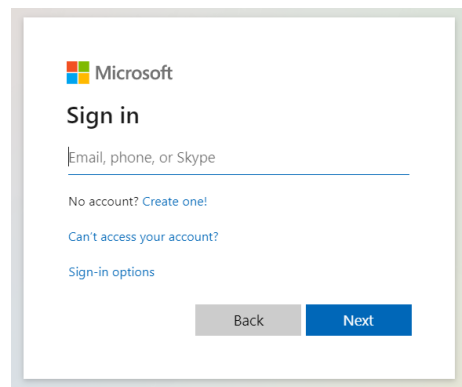 Microsoft
Sign in
Email, phone, or Skype
No account? Create one!
Can't access your account?
Sign-in options
Back Next